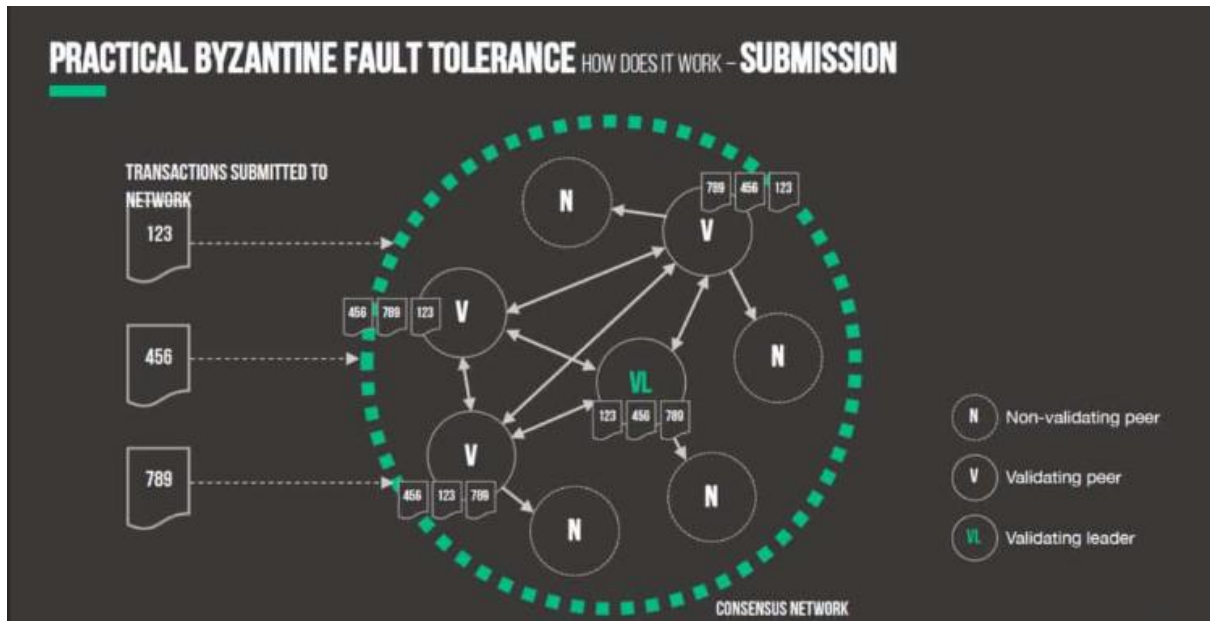 PRACTICAL BYZANTINE FAULT TOLERANCE HOW DOES IT WORK – SUBMISSION
TRANSACTIONS SUBMITTED TO
NETWORK
123
456
789
N
789 456 123
V
456 789 123
V
N
VL
123 456 789
V
456 123 789
N
N
N Non-validating peer
V Validating peer
VL Validating leader
CONSENSUS NETWORK